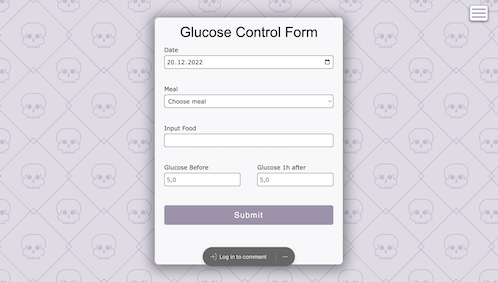 Glucose Control Form
Date
20.12.2022
Meal
Choose meal
Input Food
Glucose Before
Glucose 1h after
5,0
5,0
Submit
Log in to comment